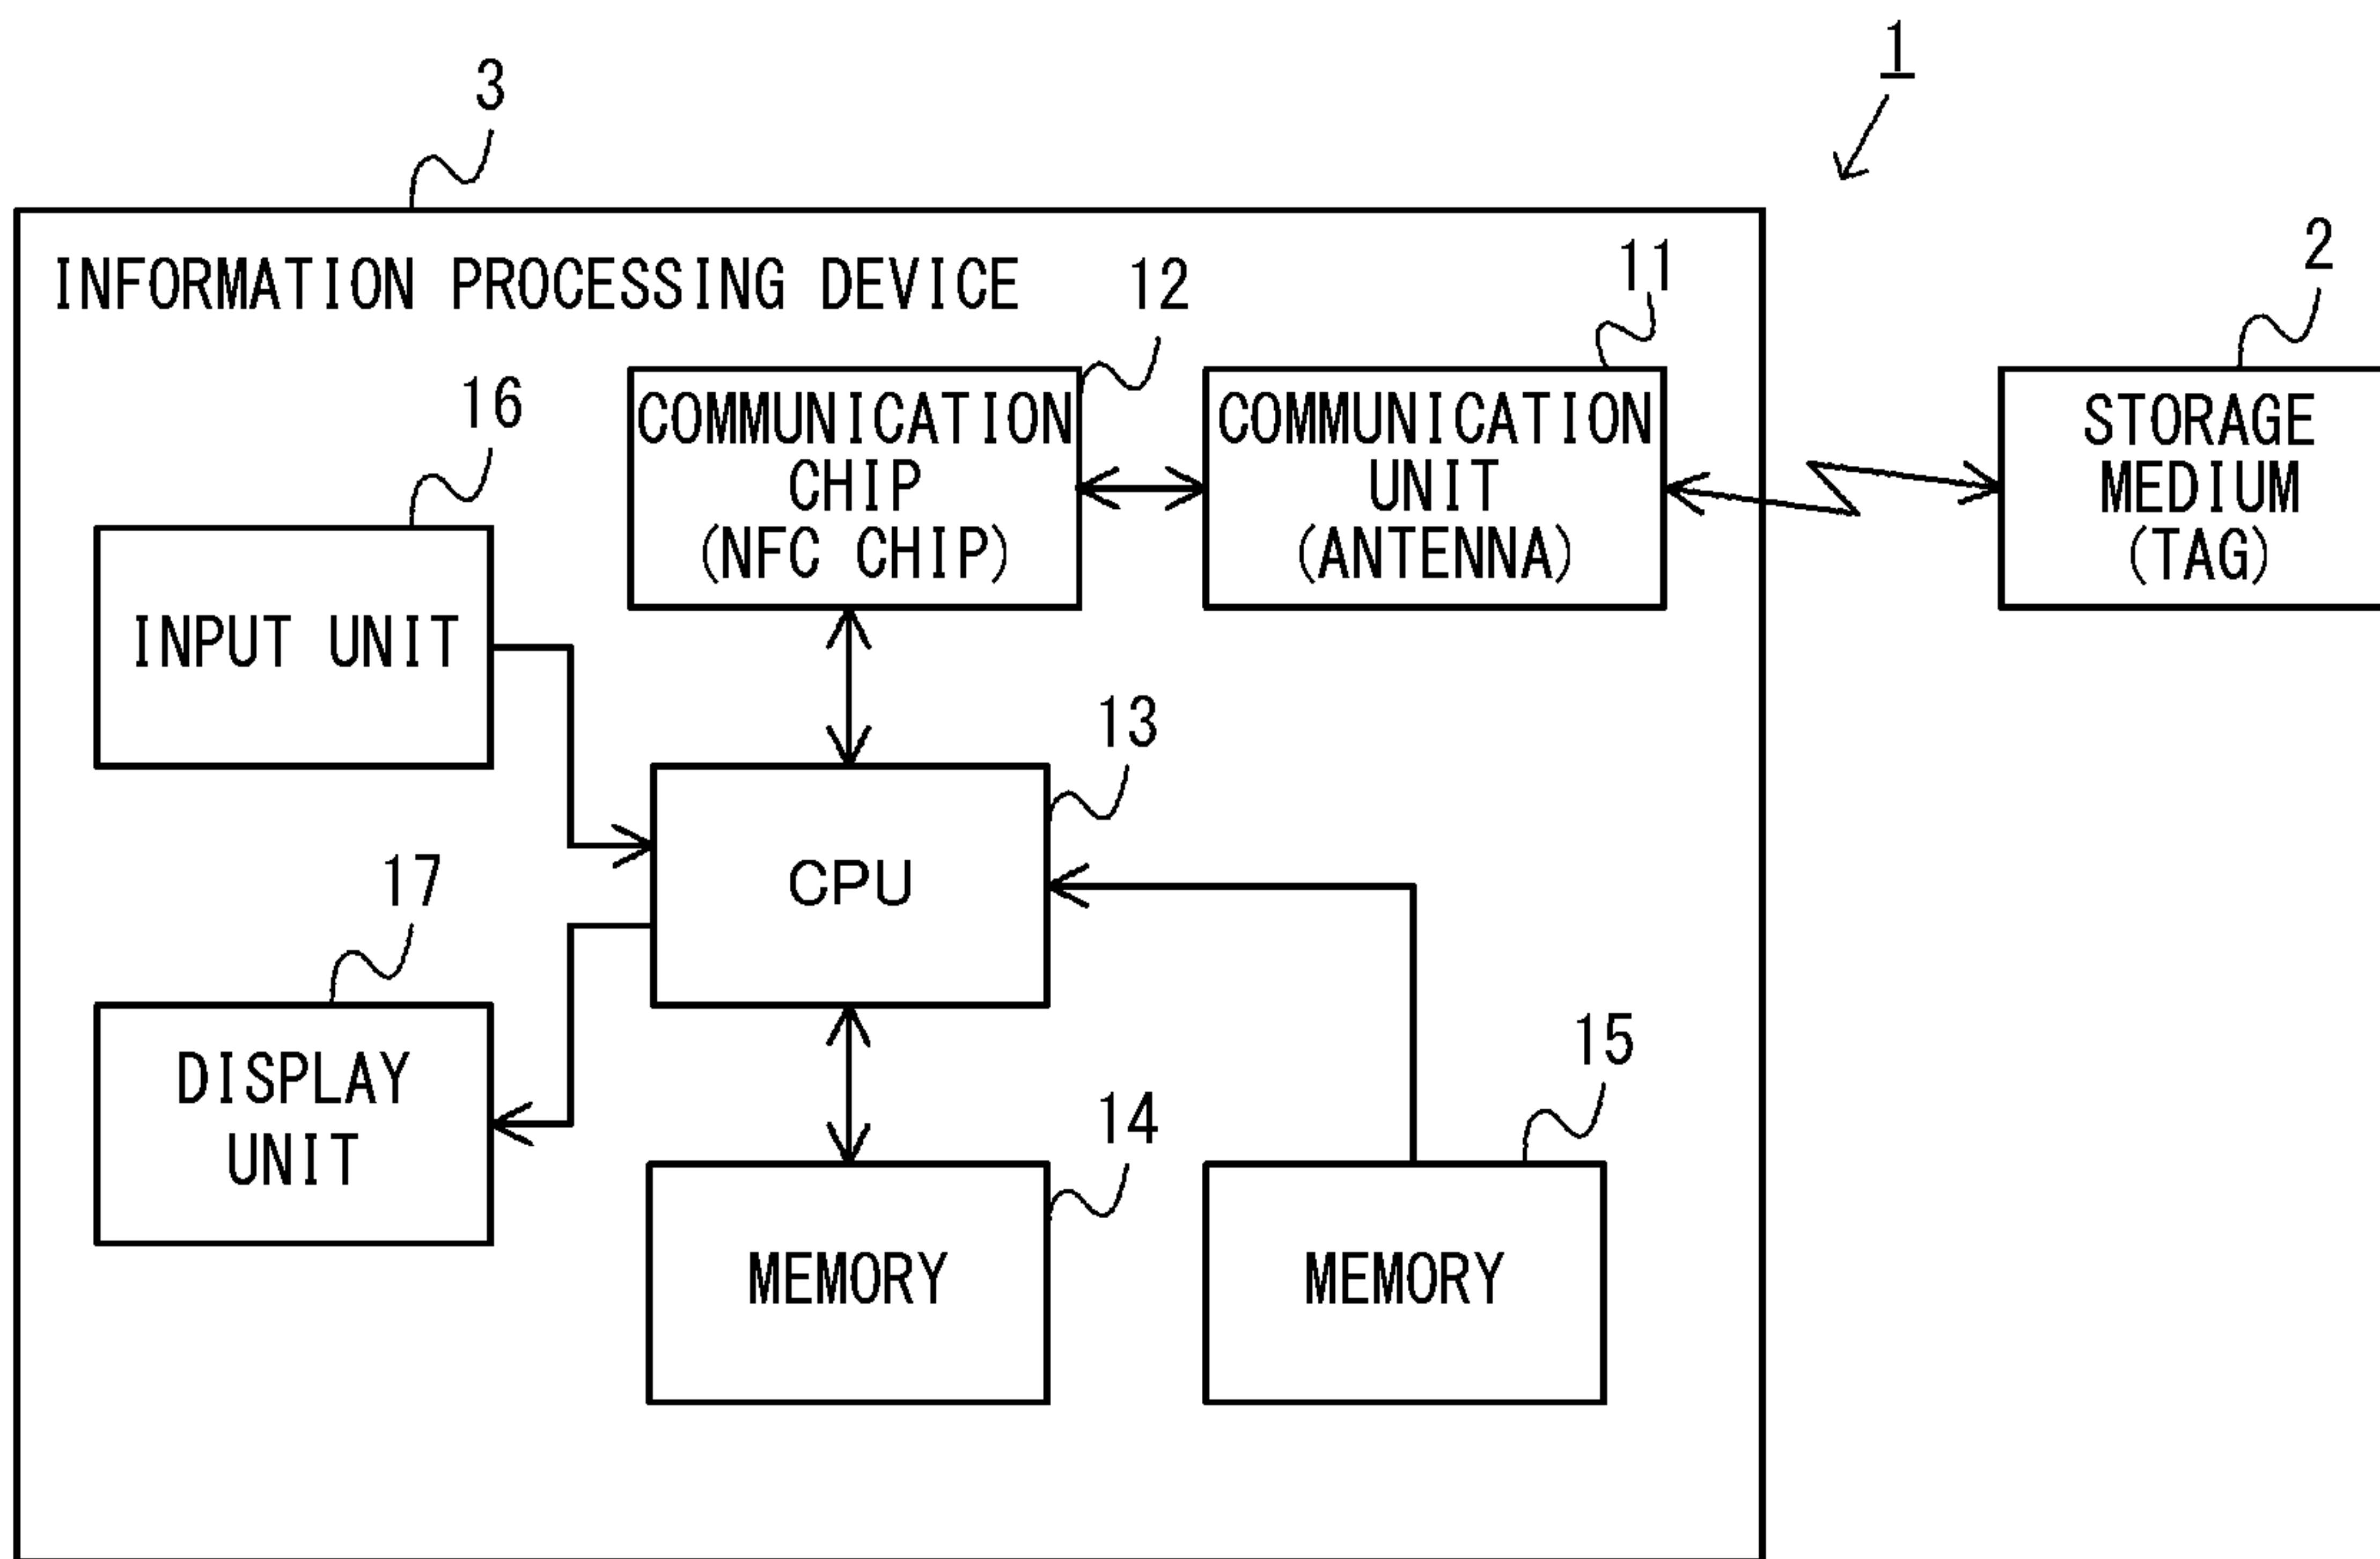 1
3
2
INFORMATION PROCESSING DEVICE
12
11
16
COMMUNICATION
CHIP
(NFC CHIP)
COMMUNICATION
UNIT
(ANTENNA)
STORAGE
MEDIUM
(TAG)
INPUT UNIT
13
CPU
17
DISPLAY
UNIT
14
MEMORY
15
MEMORY